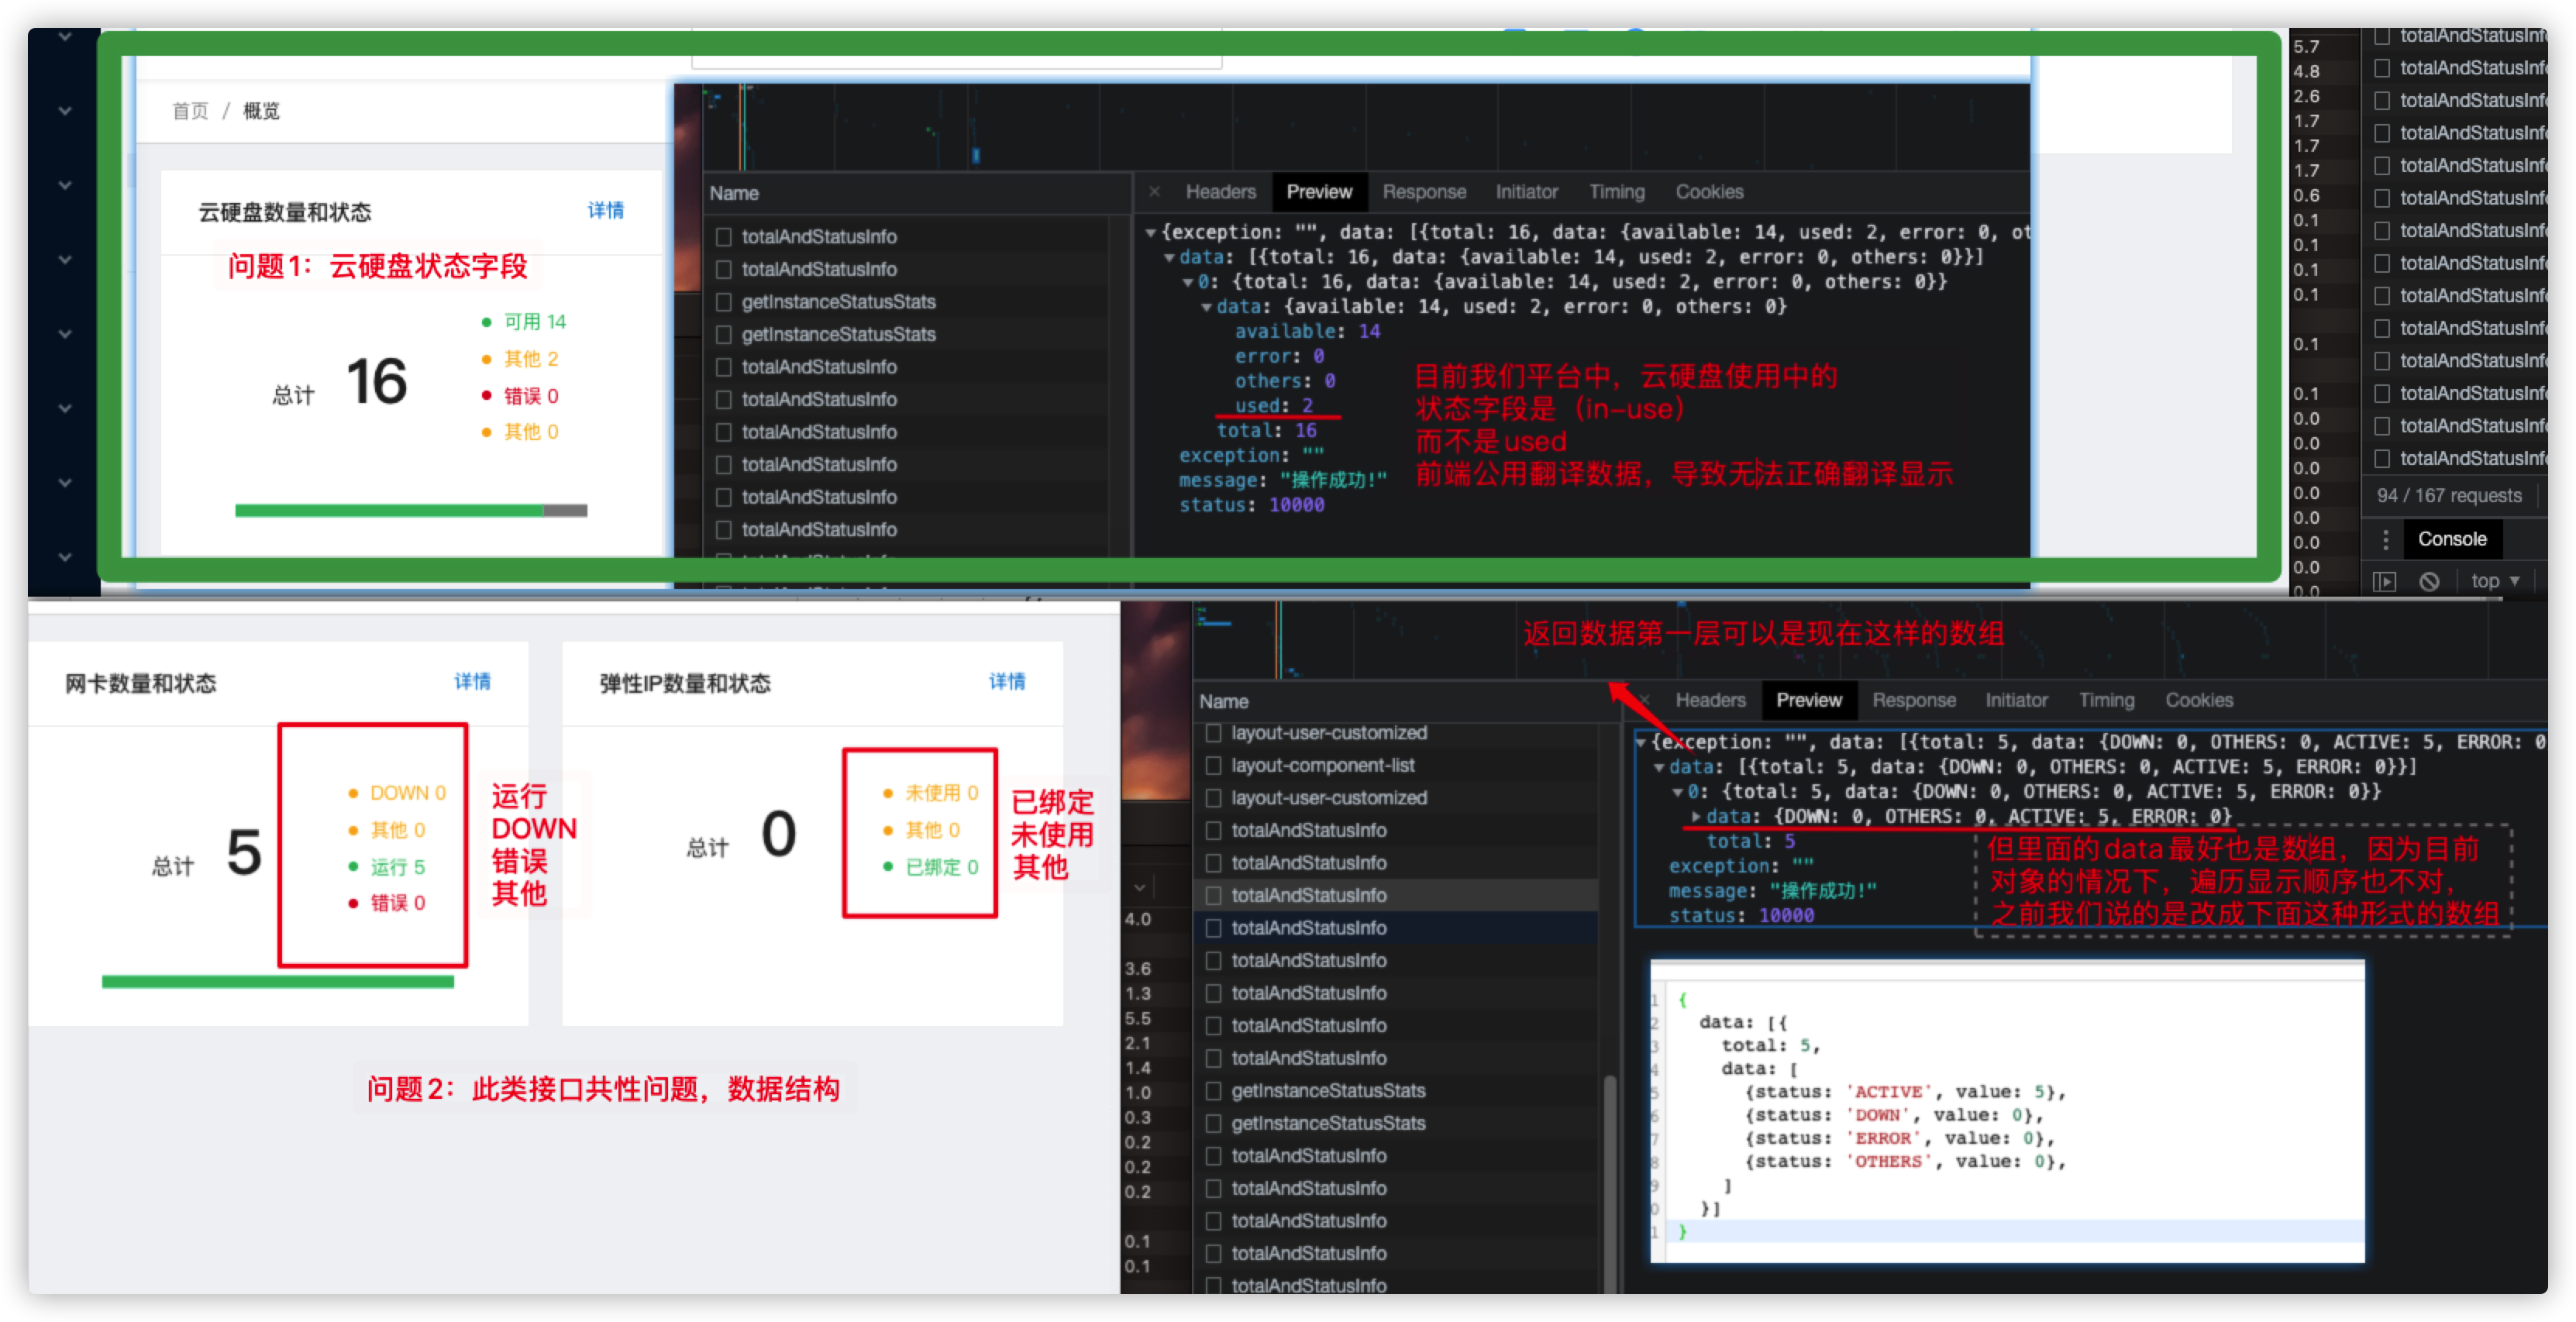 首页 / 概览
云硬盘数量和状态 详情
问题1：云硬盘状态字段
可用 14
其他 2
错误 0
其他 0
总计 16
Name
totalAndStatusInfo
totalAndStatusInfo
getInstanceStatusStats
getInstanceStatusStats
totalAndStatusInfo
totalAndStatusInfo
totalAndStatusInfo
totalAndStatusInfo
totalAndStatusInfo
totalAndStatusInfo
× Headers Preview Response Initiator Timing Cookies
{exception: "", data: [{total: 16, data: {available: 14, used: 2, error: 0, ot
data: [{total: 16, data: {available: 14, used: 2, error: 0, others: 0}}]
0: {total: 16, data: {available: 14, used: 2, error: 0, others: 0}}
data: {available: 14, used: 2, error: 0, others: 0}
available: 14
error: 0
others: 0
used: 2
total: 16
exception: ""
message: "操作成功!"
status: 10000
目前我们平台中，云硬盘使用中的
状态字段是（in-use）
而不是used
前端公用翻译数据，导致无法正确翻译显示
5.7
4.8
2.6
1.7
1.7
1.7
0.6
0.1
0.1
0.1
0.1
0.1
0.1
0.0
0.0
0.0
0.0
0.0
0.0
0.0
0.0
totalAndStatusInfo
totalAndStatusInf
totalAndStatusInf
totalAndStatusInf
totalAndStatusInf
totalAndStatusInf
totalAndStatusInf
totalAndStatusInf
totalAndStatusInf
totalAndStatusInf
totalAndStatusInf
totalAndStatusInf
totalAndStatusInf
totalAndStatusInf
94 / 167 requests
Console
top
网卡数量和状态 详情
DOWN 0
其他 0
运行 5
错误 0
总计 5
运行
DOWN
错误
其他
弹性IP数量和状态 详情
未使用 0
其他 0
已绑定 0
总计 0
已绑定
未使用
其他
问题2：此类接口共性问题，数据结构
4.0
3.6
1.3
5.5
2.1
1.4
1.0
0.3
0.2
0.2
0.2
0.1
0.1
返回数据第一层可以是现在这样的数组
Name
layout-user-customized
layout-component-list
layout-user-customized
totalAndStatusInfo
totalAndStatusInfo
totalAndStatusInfo
totalAndStatusInfo
totalAndStatusInfo
totalAndStatusInfo
totalAndStatusInfo
totalAndStatusInfo
getInstanceStatusStats
getInstanceStatusStats
totalAndStatusInfo
totalAndStatusInfo
totalAndStatusInfo
totalAndStatusInfo
totalAndStatusInfo
× Headers Preview Response Initiator Timing Cookies
{exception: "", data: [{total: 5, data: {DOWN: 0, OTHERS: 0, ACTIVE: 5, ERROR: 0
data: [{total: 5, data: {DOWN: 0, OTHERS: 0, ACTIVE: 5, ERROR: 0}}]
0: {total: 5, data: {DOWN: 0, OTHERS: 0, ACTIVE: 5, ERROR: 0}}
data: {DOWN: 0, OTHERS: 0, ACTIVE: 5, ERROR: 0}
total: 5
exception: ""
message: "操作成功!"
status: 10000
但里面的data最好也是数组，因为目前
对象的情况下，遍历显示顺序也不对，
之前我们说的是改成下面这种形式的数组
1 {
2 data: [{
3 total: 5,
4 data: [
5 {status: 'ACTIVE', value: 5},
6 {status: 'DOWN', value: 0},
7 {status: 'ERROR', value: 0},
8 {status: 'OTHERS', value: 0},
9 ]
0 }]
1 }